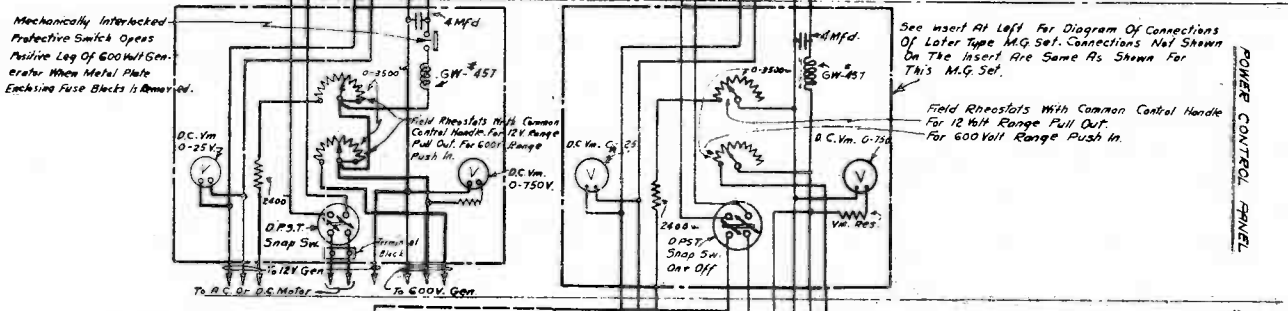 Mechanically Interlocked
Protective Switch Opens
Positive Leg Of 600 Volt Gen-
erator When Metal Plate
Enclosing Fuse Blocks Is Removed.
4 Mfd
GW-#457
0-3500~
Field Rheostats With Common
Control Handle. For 12V. Range
Pull Out. For 600V. Range
Push In.
D.C. Vm
0-25V.
V
V
D.C. Vm.
0-750V.
2400~
D.P.S.T.
Snap Sw.
Terminal
Block
To 12V Gen
To A.C. Or D.C. Motor
To 600V. Gen
4 Mfd.
GW-#457
0-3500~
D.C. Vm. 0-25
V
D.C. Vm. 0-750
V
2400~
DPST.
Snap Sw.
On & Off
Vm. Res.
See Insert At Left For Diagram Of Connections
Of Later Type M.G. Set. Connections Not Shown
On The Insert Are Same As Shown For
This M.G. Set.
Field Rheostats With Common Control Handle
For 12 Volt Range Pull Out.
For 600 Volt Range Push In.
POWER CONTROL PANEL